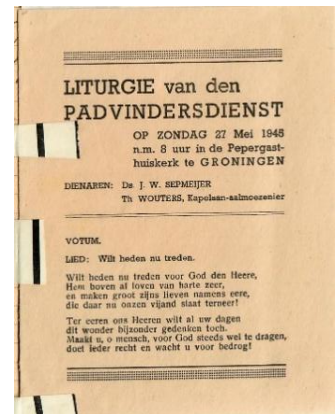 LITURGIE van den
PADVINDERSDIENST
OP ZONDAG 27 Mei 1945
n.m. 8 uur in de Pepergast-
huiskerk te GRONINGEN
DIENAREN: Ds. J. W. SEPMEIJER
Th WOUTERS, Kapelaan-aalmoezenier
VOTUM.
LIED: Wilt heden nu treden.
Wilt heden nu treden voor God den Heere,
Hem boven al loven van harte zeer,
en maken groot zijns lieven namens eere,
die daar nu onzen vijand slaat terneer!
Ter eeren ons Heeren wilt al uw dagen
dit wonder bijzonder gedenken toch.
Maakt u, o mensch, voor God steeds wel te dragen,
doet ieder recht en wacht u voor bedrog!